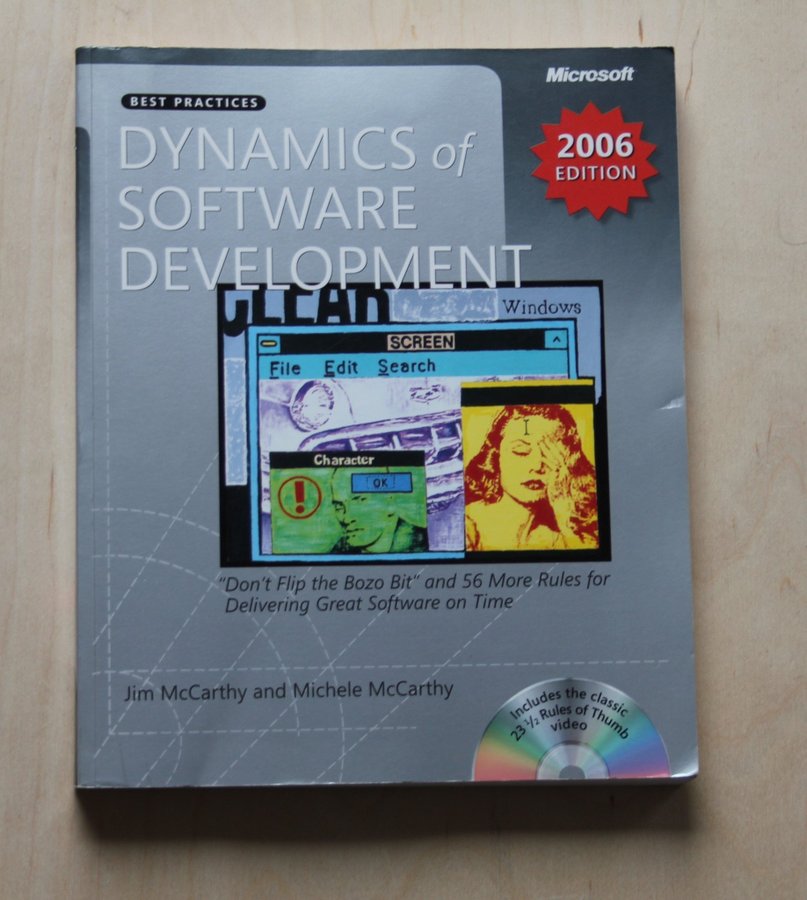 Microsoft
BEST PRACTICES
2006
EDITION
DYNAMICS of
SOFTWARE
DEVELOPMENT
CLEAR
Windows
SCREEN
File Edit Search
Character
OK
!
"Don't Flip the Bozo Bit" and 56 More Rules for
Delivering Great Software on Time
Jim McCarthy and Michele McCarthy
Includes the classic
23 ½ Rules of Thumb
video